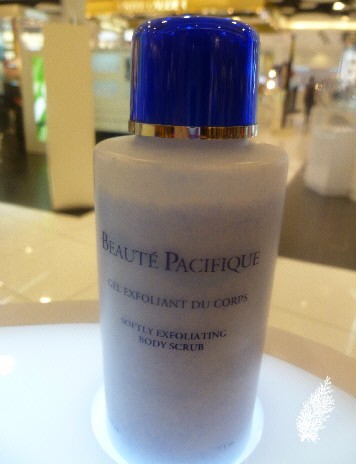 BEAUTÉ PACIFIQUE
GEL EXFOLIANT DU CORPS
SOFTLY EXFOLIATING
BODY SCRUB